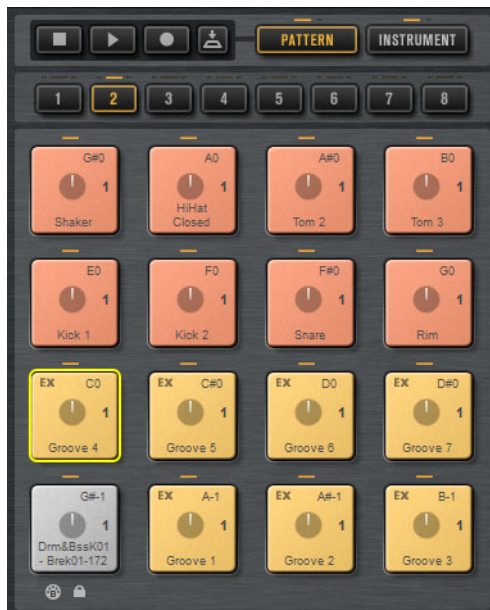 PATTERN INSTRUMENT
1 2 3 4 5 6 7 8
G#0 A0 A#0 B0
1 1 1 1
Shaker HiHat Closed Tom 2 Tom 3
E0 F0 F#0 G0
1 1 1 1
Kick 1 Kick 2 Snare Rim
EX C0 EX C#0 EX D0 EX D#0
1 1 1 1
Groove 4 Groove 5 Groove 6 Groove 7
G#-1 EX A-1 EX A#-1 EX B-1
1 1 1 1
Drm&BssK01 - Brek01-172 Groove 1 Groove 2 Groove 3
B